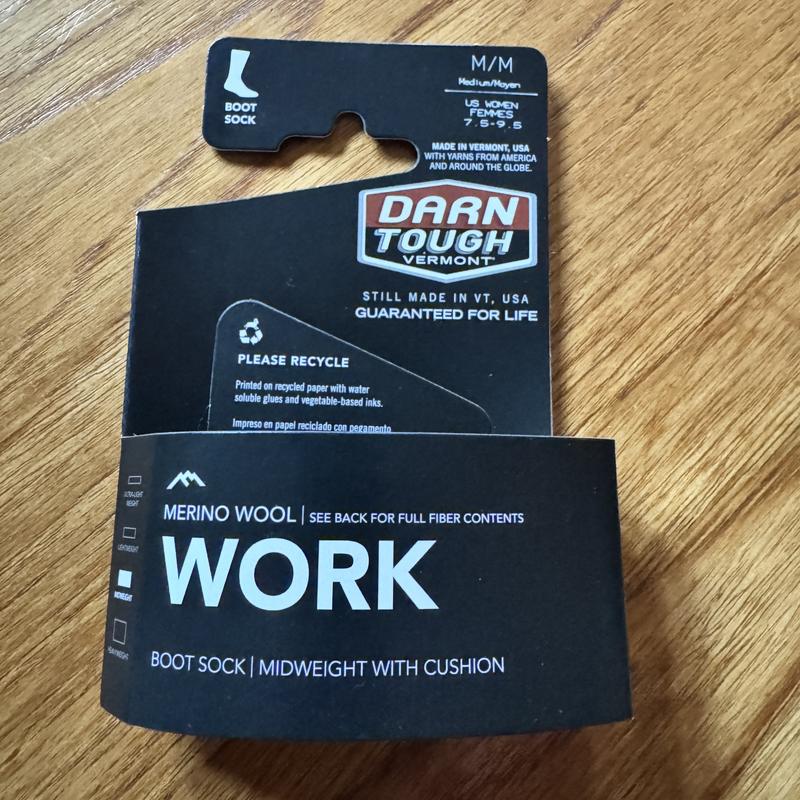 BOOT
SOCK
M/M
Medium/Moyen
US WOMEN
FEMMES
7.5-9.5
MADE IN VERMONT, USA
WITH YARNS FROM AMERICA
AND AROUND THE GLOBE.
DARN
TOUGH
VERMONT
STILL MADE IN VT, USA
GUARANTEED FOR LIFE
PLEASE RECYCLE
Printed on recycled paper with water
soluble glues and vegetable-based inks.
Impreso en papel reciclado con pegamento
ULTRA-LIGHT
WEIGHT
LIGHTWEIGHT
MIDWEIGHT
HEAVYWEIGHT
MERINO WOOL | SEE BACK FOR FULL FIBER CONTENTS
WORK
BOOT SOCK | MIDWEIGHT WITH CUSHION